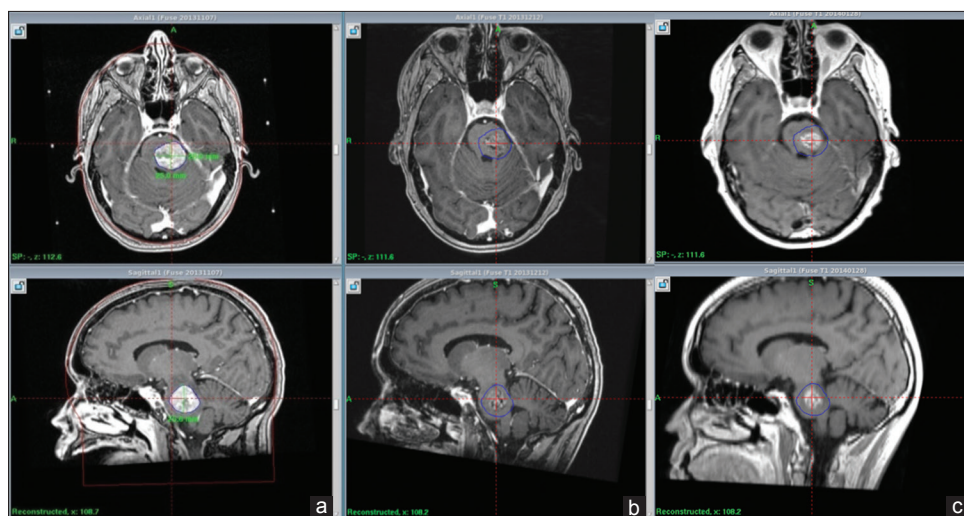 Axial1 (Fuse 20131107)
A
R
SP: -, z: 112.6
Sagittal1 (Fuse 20131107)
S
A
Reconstructed, x: 108.7
a
Axial1 (Fuse T1 20131212)
A
R
SP: -, z: 111.6
Sagittal1 (Fuse T1 20131212)
S
A
Reconstructed, x: 108.2
b
Axial1 (Fuse T1 20140128)
R
SP: -, z: 111.6
Sagittal1 (Fuse T1 20140128)
S
A
Reconstructed, x: 108.2
c